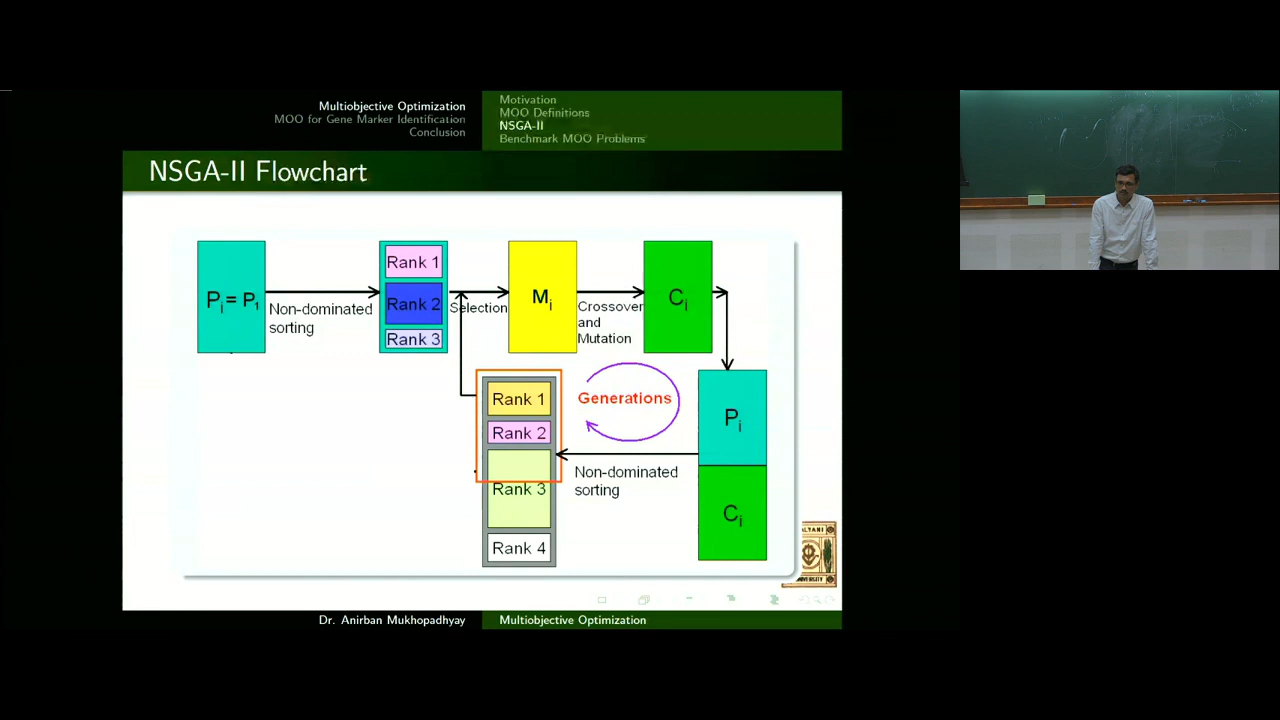 Multiobjective Optimization
MOO for Gene Marker Identification
Conclusion
Motivation
MOO Definitions
NSGA-II
Benchmark MOO Problems
NSGA-II Flowchart
Pi = P1
Non-dominated
sorting
Rank 1
Rank 2
Rank 3
Selection
Mi
Crossover
and
Mutation
Ci
Rank 1
Rank 2
Rank 3
Rank 4
Generations
Non-dominated
sorting
Pi
Ci
Dr. Anirban Mukhopadhyay
Multiobjective Optimization